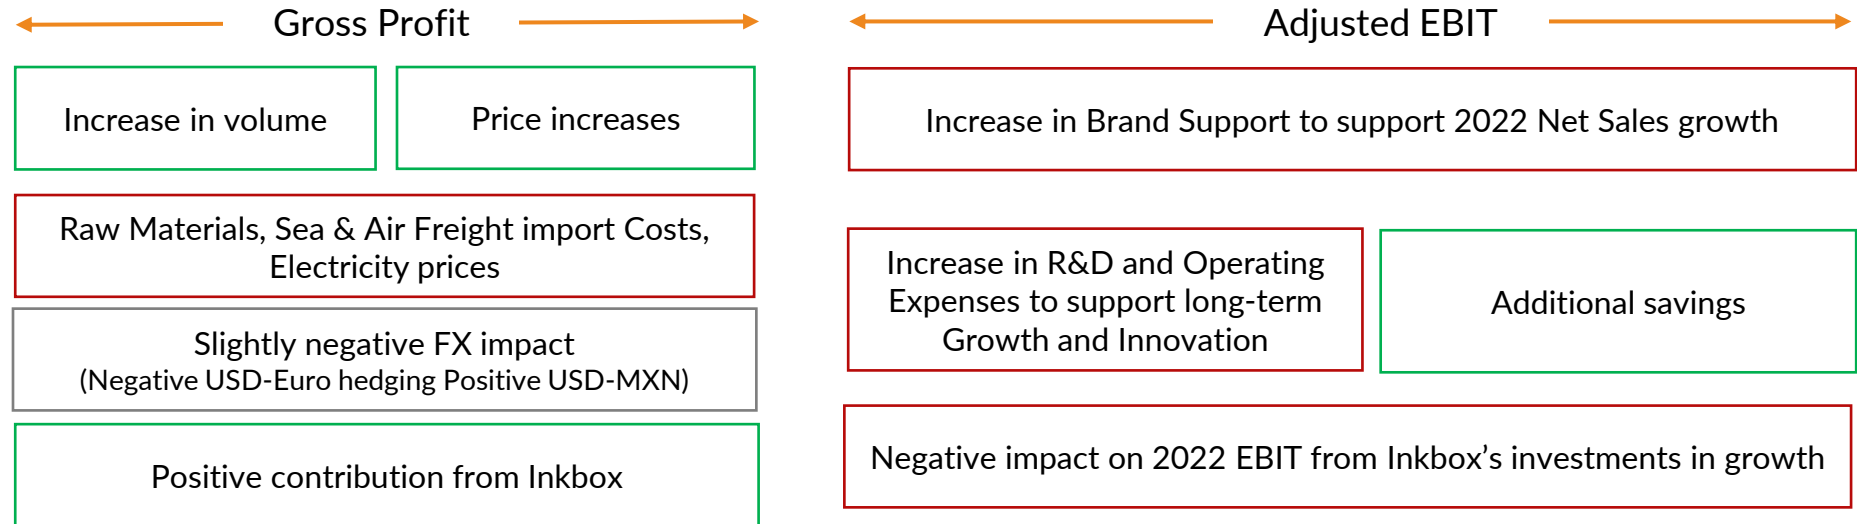 Gross Profit
Increase in volume
Price increases
Raw Materials, Sea & Air Freight import Costs,
Electricity prices
Slightly negative FX impact
(Negative USD-Euro hedging Positive USD-MXN)
Positive contribution from Inkbox
Adjusted EBIT
Increase in Brand Support to support 2022 Net Sales growth
Increase in R&D and Operating
Expenses to support long-term
Growth and Innovation
Additional savings
Negative impact on 2022 EBIT from Inkbox’s investments in growth